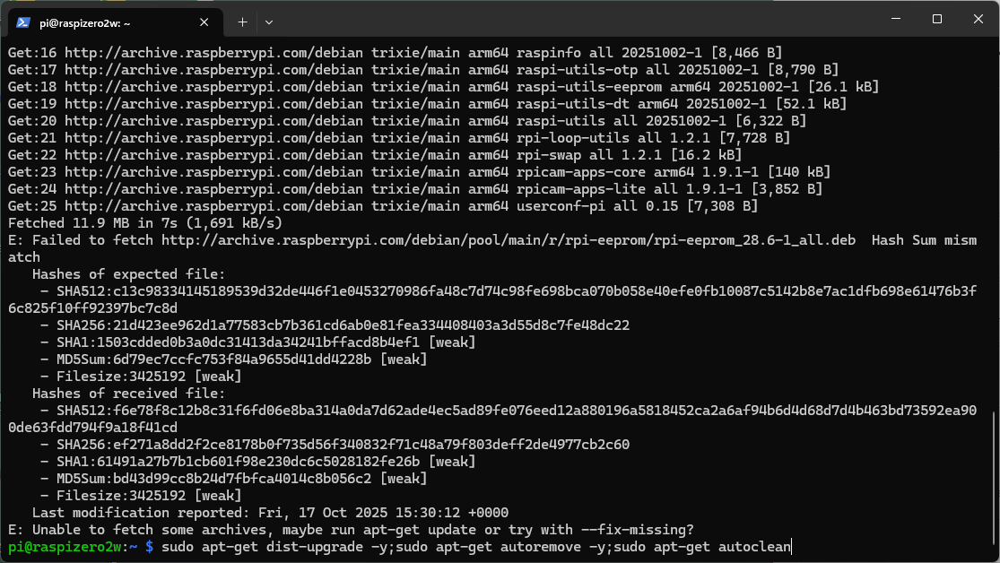 pi@raspizero2w: ~
Get:16 http://archive.raspberrypi.com/debian trixie/main arm64 raspinfo all 20251002-1 [8,466 B]
Get:17 http://archive.raspberrypi.com/debian trixie/main arm64 raspi-utils-otp all 20251002-1 [8,790 B]
Get:18 http://archive.raspberrypi.com/debian trixie/main arm64 raspi-utils-eeprom arm64 20251002-1 [26.1 kB]
Get:19 http://archive.raspberrypi.com/debian trixie/main arm64 raspi-utils-dt arm64 20251002-1 [52.1 kB]
Get:20 http://archive.raspberrypi.com/debian trixie/main arm64 raspi-utils all 20251002-1 [6,322 B]
Get:21 http://archive.raspberrypi.com/debian trixie/main arm64 rpi-loop-utils all 1.2.1 [7,728 B]
Get:22 http://archive.raspberrypi.com/debian trixie/main arm64 rpi-swap all 1.2.1 [16.2 kB]
Get:23 http://archive.raspberrypi.com/debian trixie/main arm64 rpicam-apps-core arm64 1.9.1-1 [140 kB]
Get:24 http://archive.raspberrypi.com/debian trixie/main arm64 rpicam-apps-lite all 1.9.1-1 [3,852 B]
Get:25 http://archive.raspberrypi.com/debian trixie/main arm64 userconf-pi all 0.15 [7,308 B]
Fetched 11.9 MB in 7s (1,691 kB/s)
E: Failed to fetch http://archive.raspberrypi.com/debian/pool/main/r/rpi-eeprom/rpi-eeprom_28.6-1_all.deb  Hash Sum mism
atch
   Hashes of expected file:
    - SHA512:c13c98334145189539d32de446f1e0453270986fa48c7d74c98fe698bca070b058e40efe0fb10087c5142b8e7ac1dfb698e61476b3f
6c825f10ff92397bc7c8d
    - SHA256:21d423ee962d1a77583cb7b361cd6ab0e81fea334408403a3d55d8c7fe48dc22
    - SHA1:1503cdded0b3a0dc31413da34241bffacd8b4ef1 [weak]
    - MD5Sum:6d79ec7ccfc753f84a9655d41dd4228b [weak]
    - Filesize:3425192 [weak]
   Hashes of received file:
    - SHA512:f6e78f8c12b8c31f6fd06e8ba314a0da7d62ade4ec5ad89fe076eed12a880196a5818452ca2a6af94b6d4d68d7d4b463bd73592ea90
0de63fdd794f9a18f41cd
    - SHA256:ef271a8dd2f2ce8178b0f735d56f340832f71c48a79f803deff2de4977cb2c60
    - SHA1:61491a27b7b1cb601f98e230dc6c5028182fe26b [weak]
    - MD5Sum:bd43d99cc8b24d7fbfca4014c8b056c2 [weak]
    - Filesize:3425192 [weak]
   Last modification reported: Fri, 17 Oct 2025 15:30:12 +0000
E: Unable to fetch some archives, maybe run apt-get update or try with --fix-missing?
pi@raspizero2w:~ $ sudo apt-get dist-upgrade -y;sudo apt-get autoremove -y;sudo apt-get autoclean